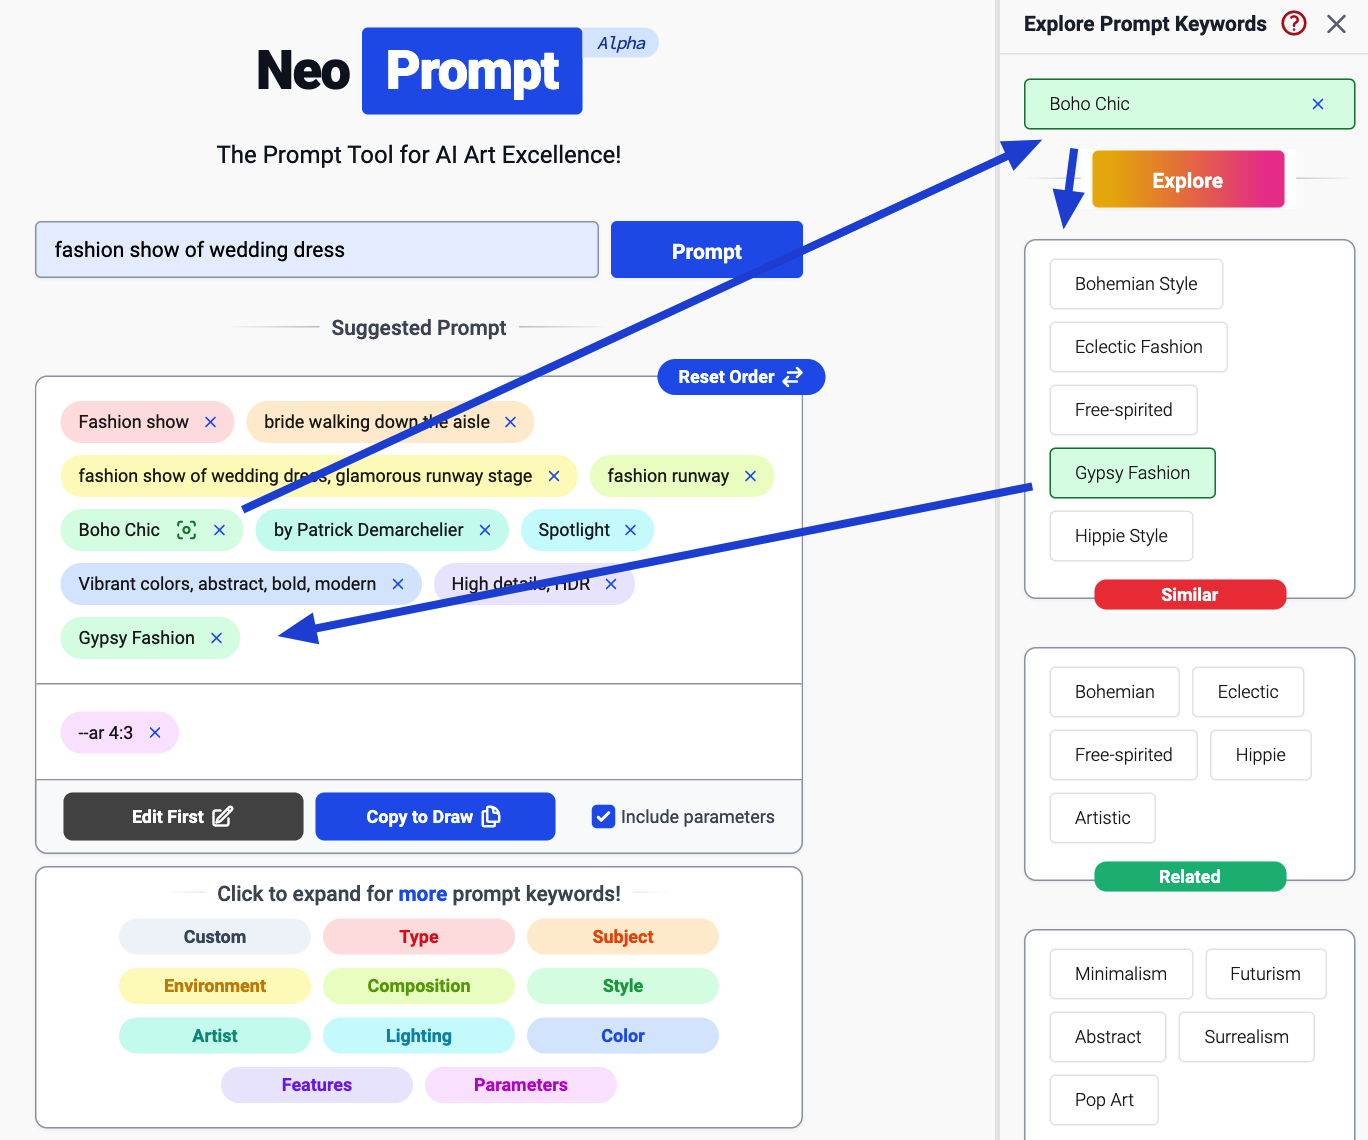 Neo Prompt Alpha
The Prompt Tool for AI Art Excellence!
fashion show of wedding dress
Prompt
Suggested Prompt
Reset Order
Fashion show
bride walking down the aisle
fashion show of wedding dress, glamorous runway stage
fashion runway
Boho Chic
by Patrick Demarchelier
Spotlight
Vibrant colors, abstract, bold, modern
High details, HDR
Gypsy Fashion
--ar 4:3
Edit First
Copy to Draw
Include parameters
Click to expand for more prompt keywords!
Custom
Type
Subject
Environment
Composition
Style
Artist
Lighting
Color
Features
Parameters
Explore Prompt Keywords
Boho Chic
Explore
Bohemian Style
Eclectic Fashion
Free-spirited
Gypsy Fashion
Hippie Style
Similar
Bohemian
Eclectic
Free-spirited
Hippie
Artistic
Related
Minimalism
Futurism
Abstract
Surrealism
Pop Art